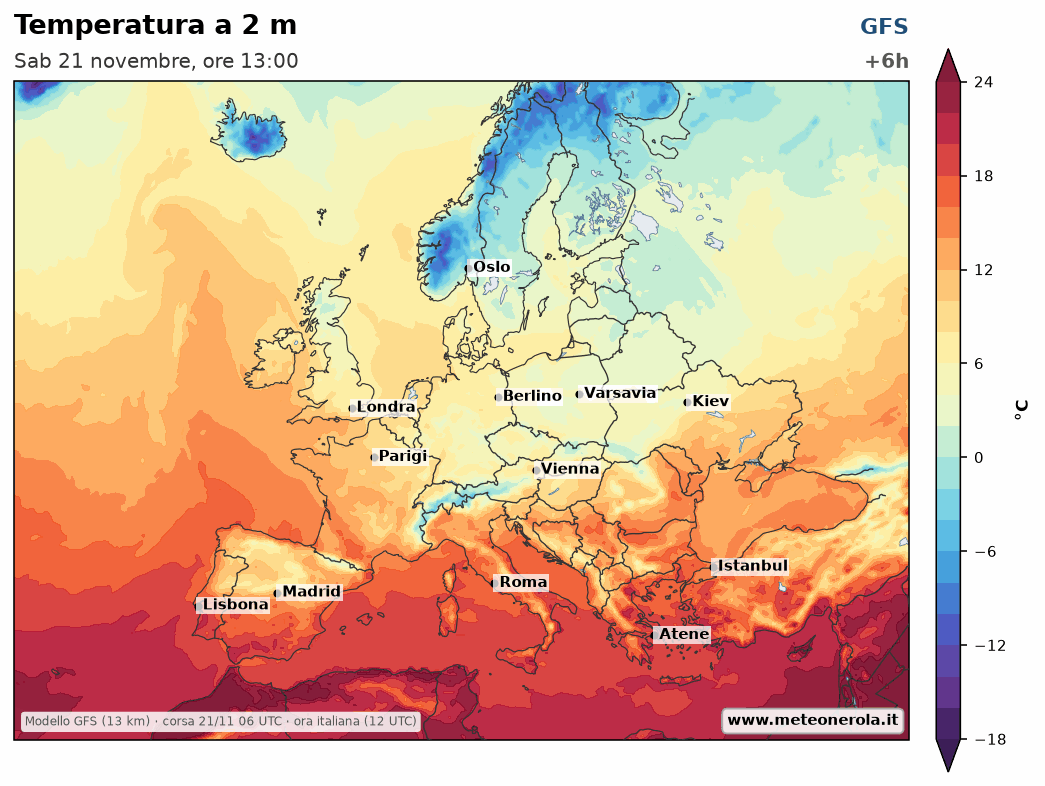 Temperatura a 2 m
GFS
Sab 21 novembre, ore 13:00
+6h
24
18
12
6
0
−6
−12
−18
°C
Oslo
Berlino
Varsavia
Kiev
Londra
Parigi
Vienna
Istanbul
Roma
Madrid
Lisbona
Atene
Modello GFS (13 km) · corsa 21/11 06 UTC · ora italiana (12 UTC)
www.meteonerola.it